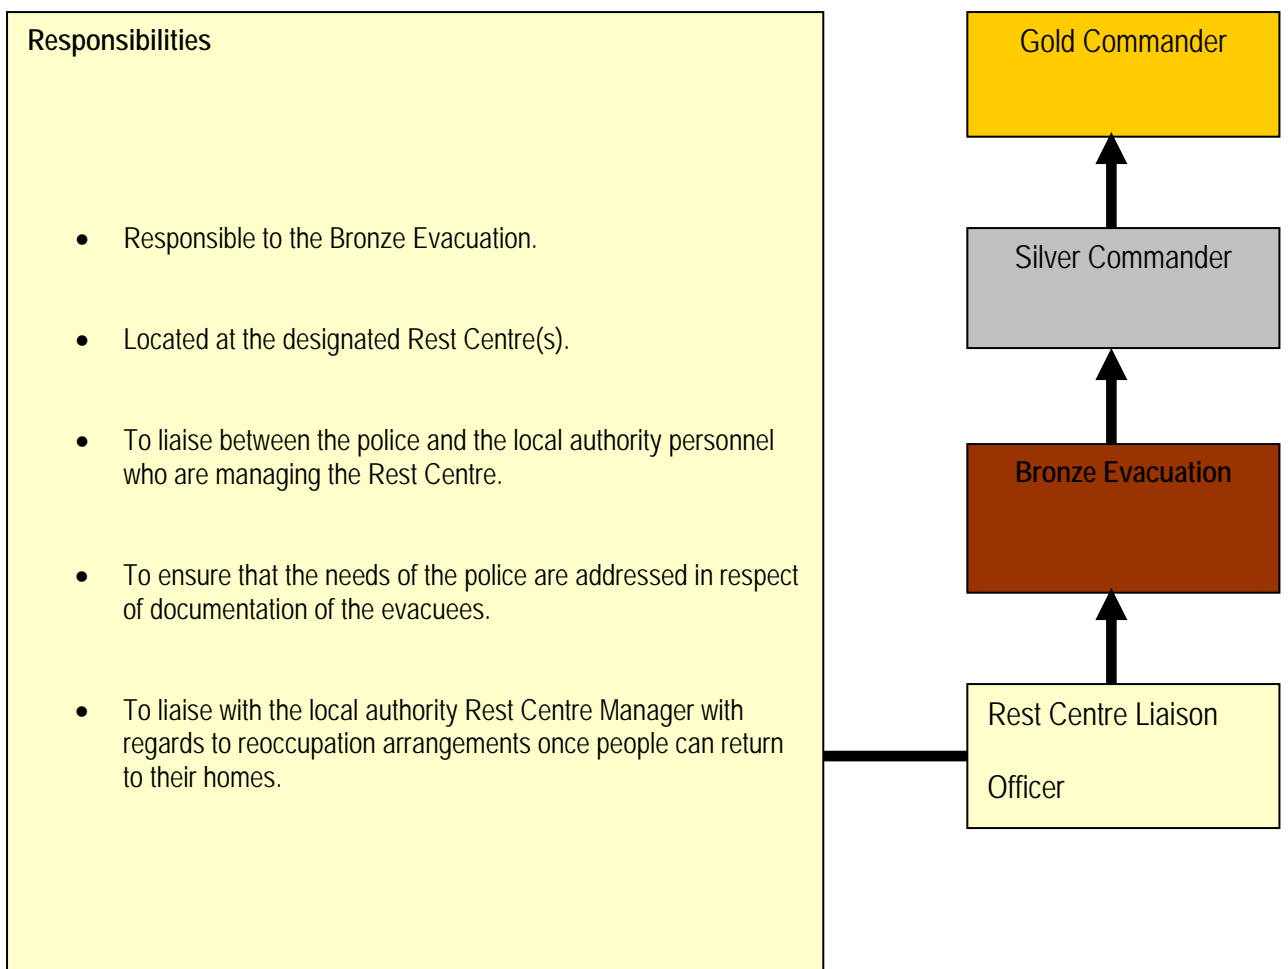 Responsibilities
• Responsible to the Bronze Evacuation.
• Located at the designated Rest Centre(s).
• To liaise between the police and the local authority personnel
who are managing the Rest Centre.
• To ensure that the needs of the police are addressed in respect
of documentation of the evacuees.
• To liaise with the local authority Rest Centre Manager with
regards to reoccupation arrangements once people can return
to their homes.
Gold Commander
Silver Commander
Bronze Evacuation
Rest Centre Liaison
Officer